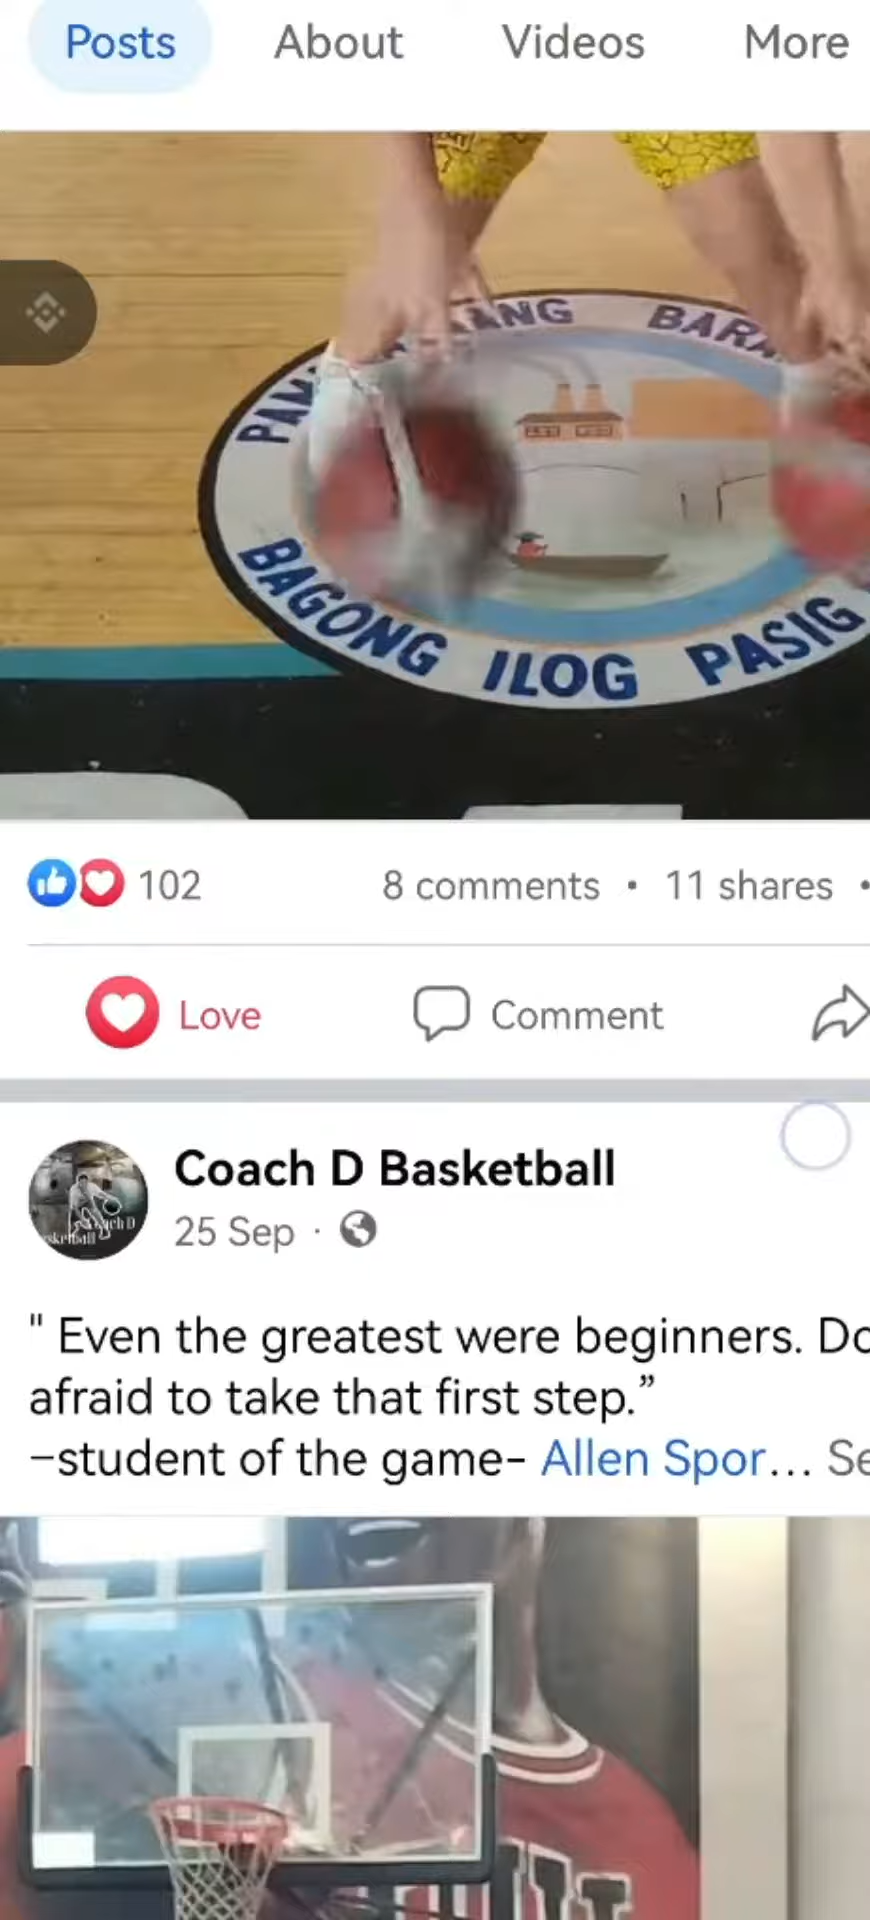 Posts About Videos More
ANG BARA
PAM
BAGONG ILOG PASIG
102 8 comments • 11 shares •
Love Comment
Coach D Basketball
25 Sep ·
" Even the greatest were beginners. Do
afraid to take that first step.”
–student of the game- Allen Spor... Se